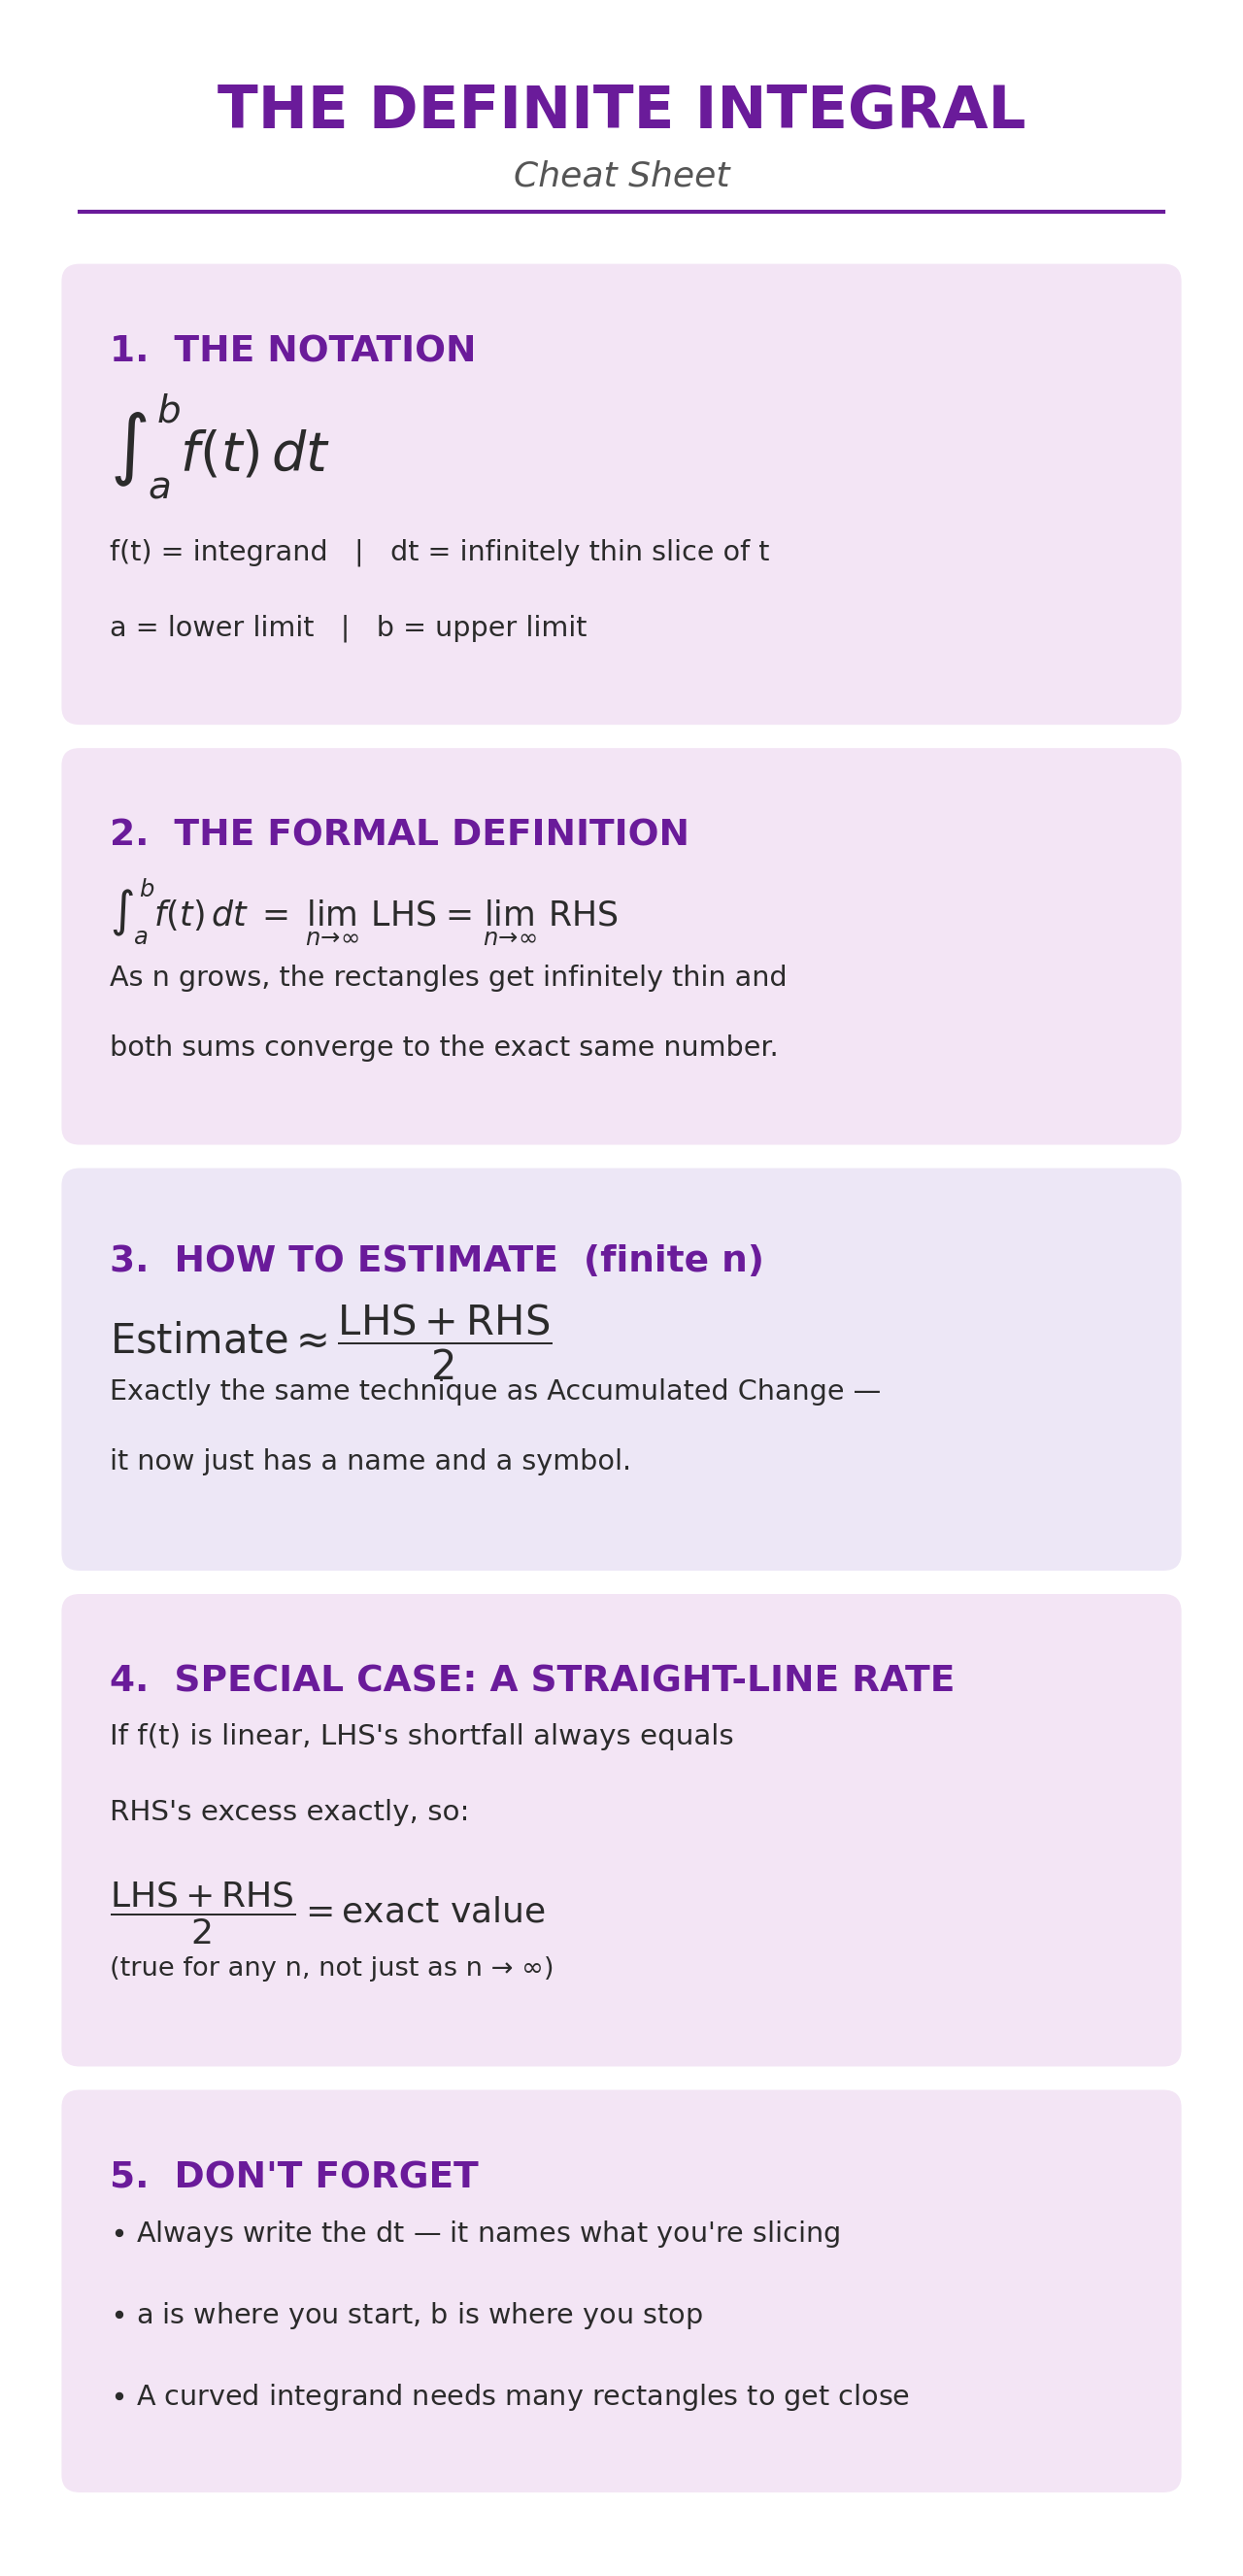 THE DEFINITE INTEGRAL
Cheat Sheet
1. THE NOTATION
∫_a^b f(t) dt
f(t) = integrand | dt = infinitely thin slice of t
a = lower limit | b = upper limit
2. THE FORMAL DEFINITION
∫_a^b f(t) dt = lim_{n→∞} LHS = lim_{n→∞} RHS
As n grows, the rectangles get infinitely thin and
both sums converge to the exact same number.
3. HOW TO ESTIMATE (finite n)
Estimate ≈ (LHS + RHS)/2
Exactly the same technique as Accumulated Change —
it now just has a name and a symbol.
4. SPECIAL CASE: A STRAIGHT-LINE RATE
If f(t) is linear, LHS's shortfall always equals
RHS's excess exactly, so:
(LHS + RHS)/2 = exact value
(true for any n, not just as n → ∞)
5. DON'T FORGET
• Always write the dt — it names what you're slicing
• a is where you start, b is where you stop
• A curved integrand needs many rectangles to get close